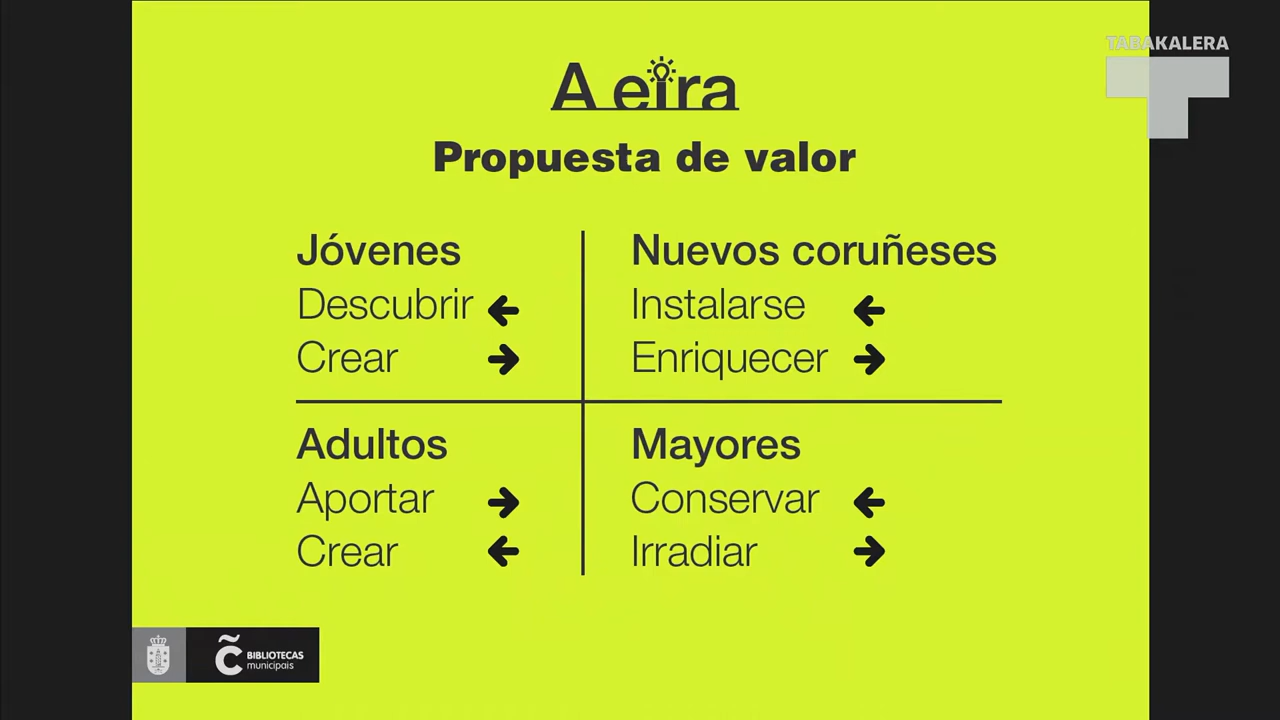 TABAKALERA
A eira
Propuesta de valor
Jóvenes
Descubrir ←
Crear →
Nuevos coruñeses
Instalarse ←
Enriquecer →
Adultos
Aportar →
Crear ←
Mayores
Conservar ←
Irradiar →
BIBLIOTECAS
municipais